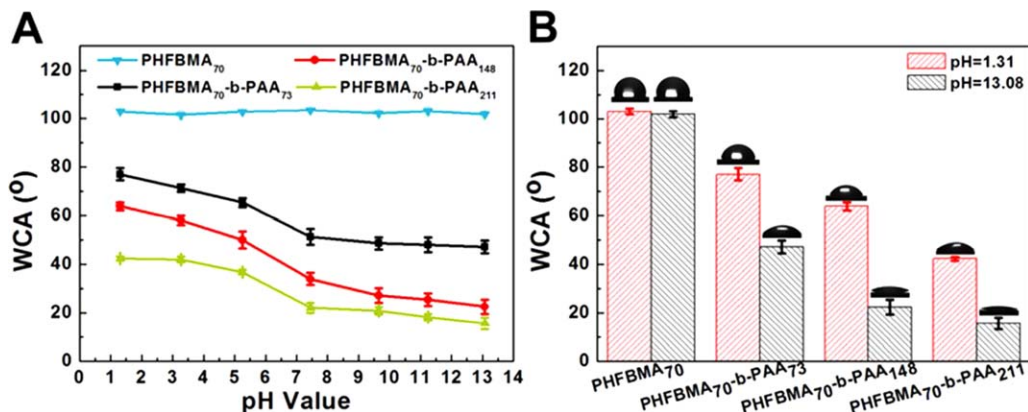 A
PHFBMA70
PHFBMA70-b-PAA148
PHFBMA70-b-PAA73
PHFBMA70-b-PAA211
WCA (o)
120
100
80
60
40
20
0
0 1 2 3 4 5 6 7 8 9 10 11 12 13 14
pH Value
B
pH=1.31
pH=13.08
WCA (o)
120
100
80
60
40
20
0
PHFBMA70
PHFBMA70-b-PAA73
PHFBMA70-b-PAA148
PHFBMA70-b-PAA211